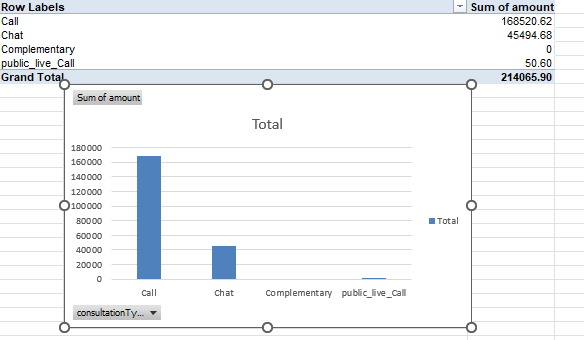 Row Labels Sum of amount
Call 168520.62
Chat 45494.68
Complementary 0
public_live_Call 50.60
Grand Total 214065.90
Sum of amount
Total
180000
160000
140000
120000
100000
80000
60000
40000
20000
0
Total
Call Chat Complementary public_live_Call
consultationTy...